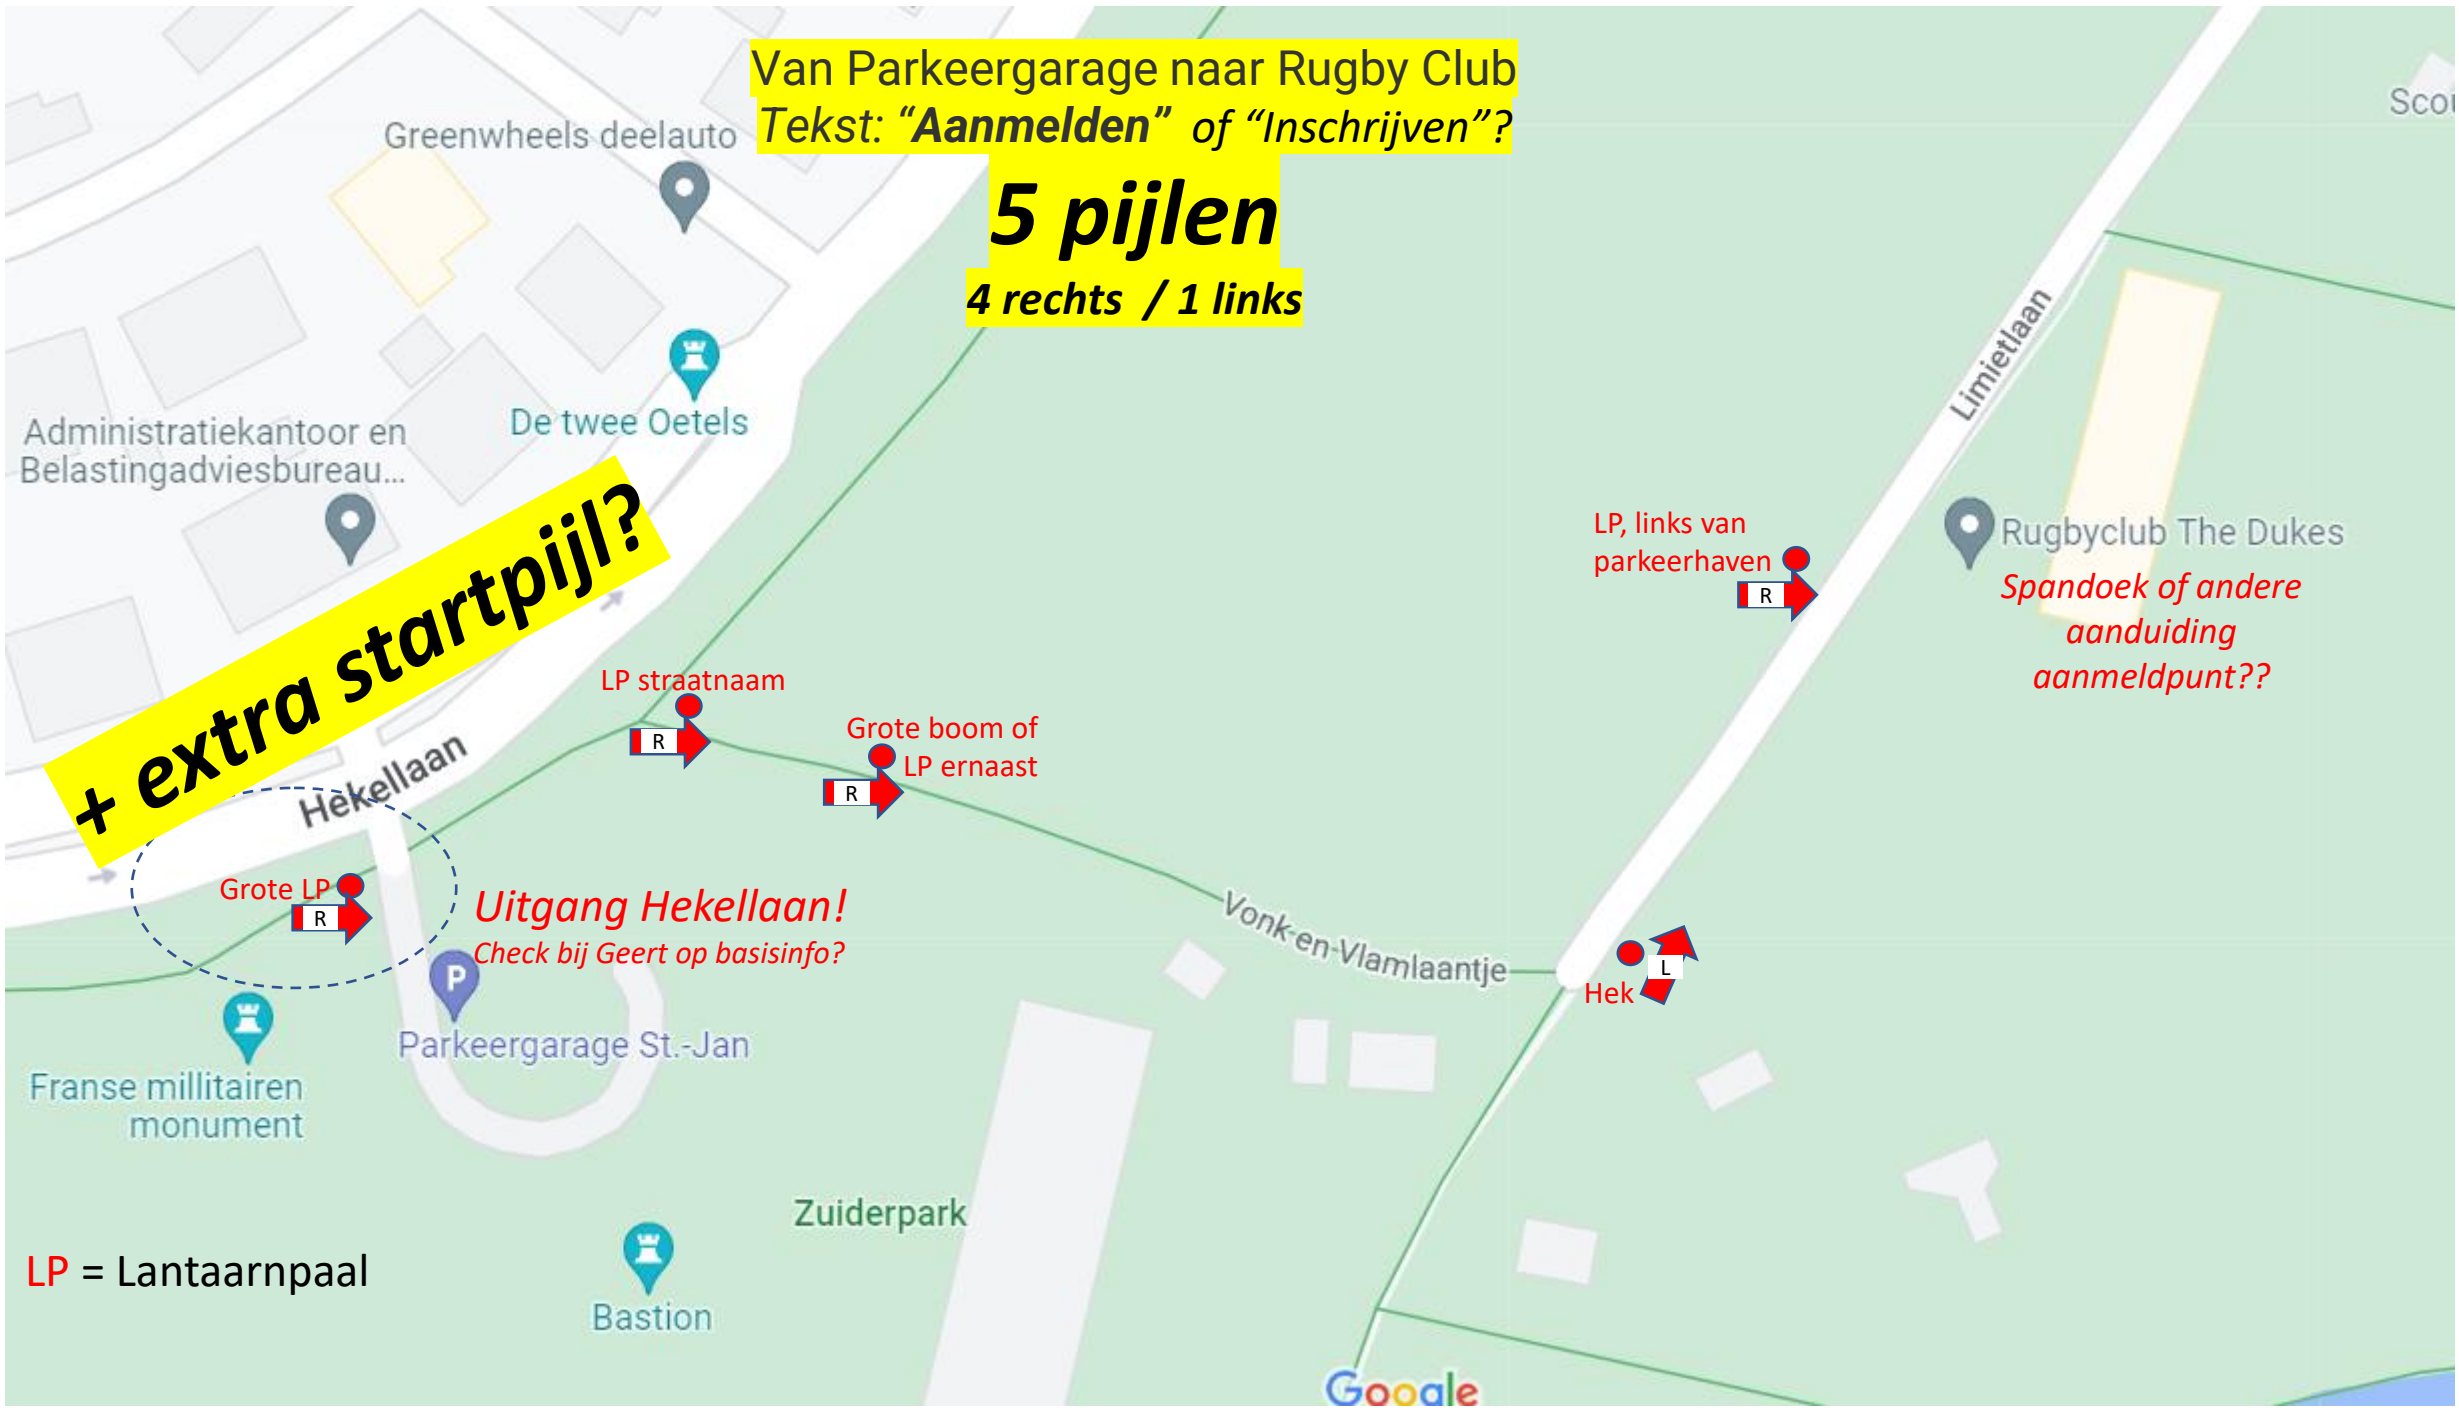 Van Parkeergarage naar Rugby Club
Tekst: “Aanmelden” of “Inschrijven”?
5 pijlen
4 rechts / 1 links
Greenwheels deelauto
De twee Oetels
Administratiekantoor en
Belastingadviesbureau...
+ extra startpijl?
Hekellaan
LP straatnaam
R
Grote boom of
LP ernaast
R
Grote LP
R
Uitgang Hekellaan!
Check bij Geert op basisinfo?
P
Parkeergarage St.-Jan
Franse millitairen
monument
Zuiderpark
Bastion
LP = Lantaarnpaal
Vonk-en-Vlamlaantje
Hek
L
LP, links van
parkeerhaven
R
Limietlaan
Rugbyclub The Dukes
Spandoek of andere
aanduiding
aanmeldpunt??
Google